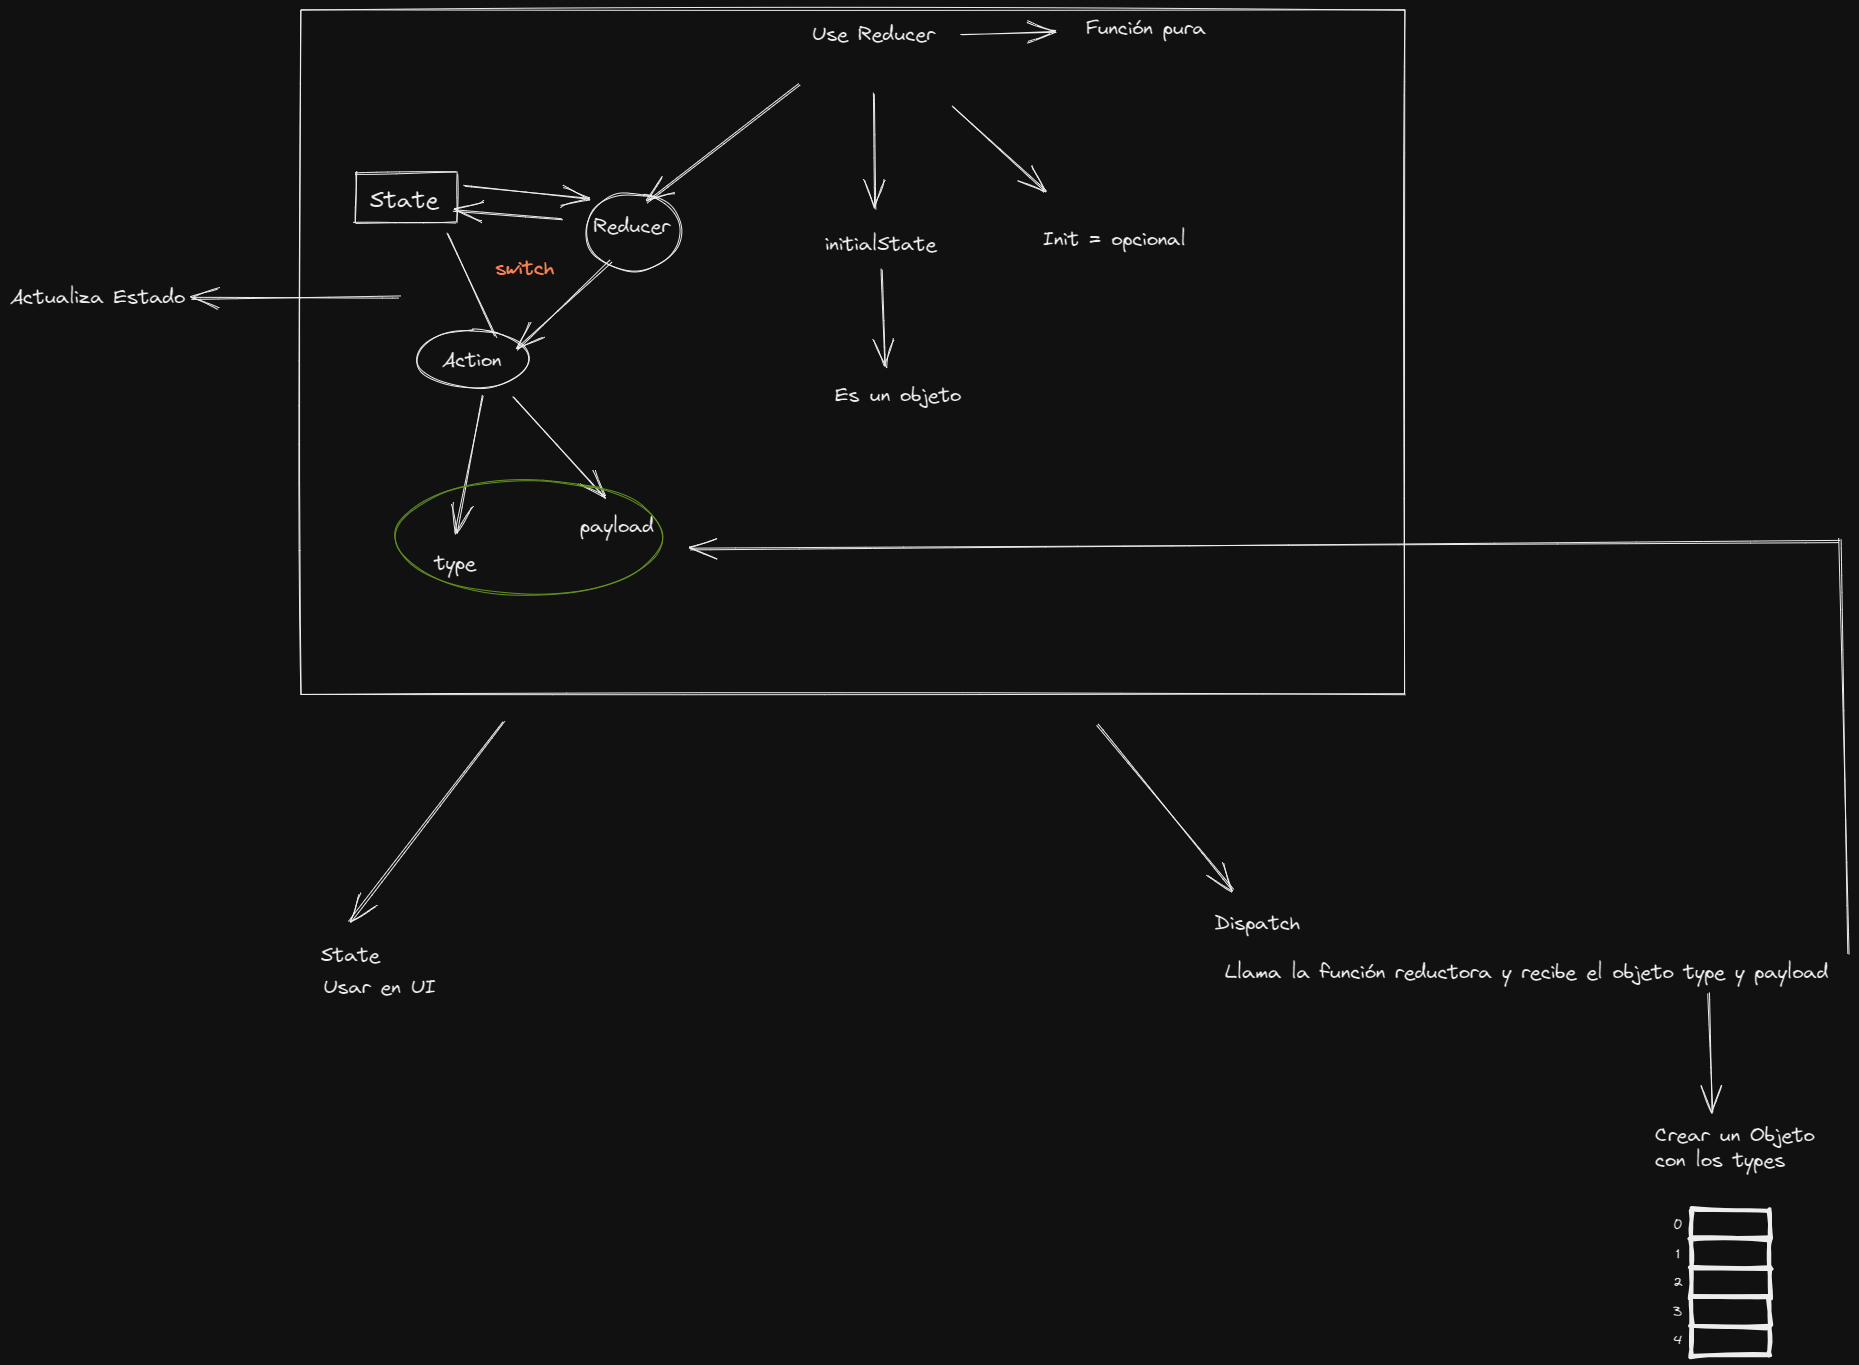 Use Reducer
Función pura
State
Reducer
switch
initialState
Init = opcional
Actualiza Estado
Action
Es un objeto
payload
type
State
Usar en UI
Dispatch
Llama la función reductora y recibe el objeto type y payload
Crear un Objeto
con los types
0
1
2
3
4